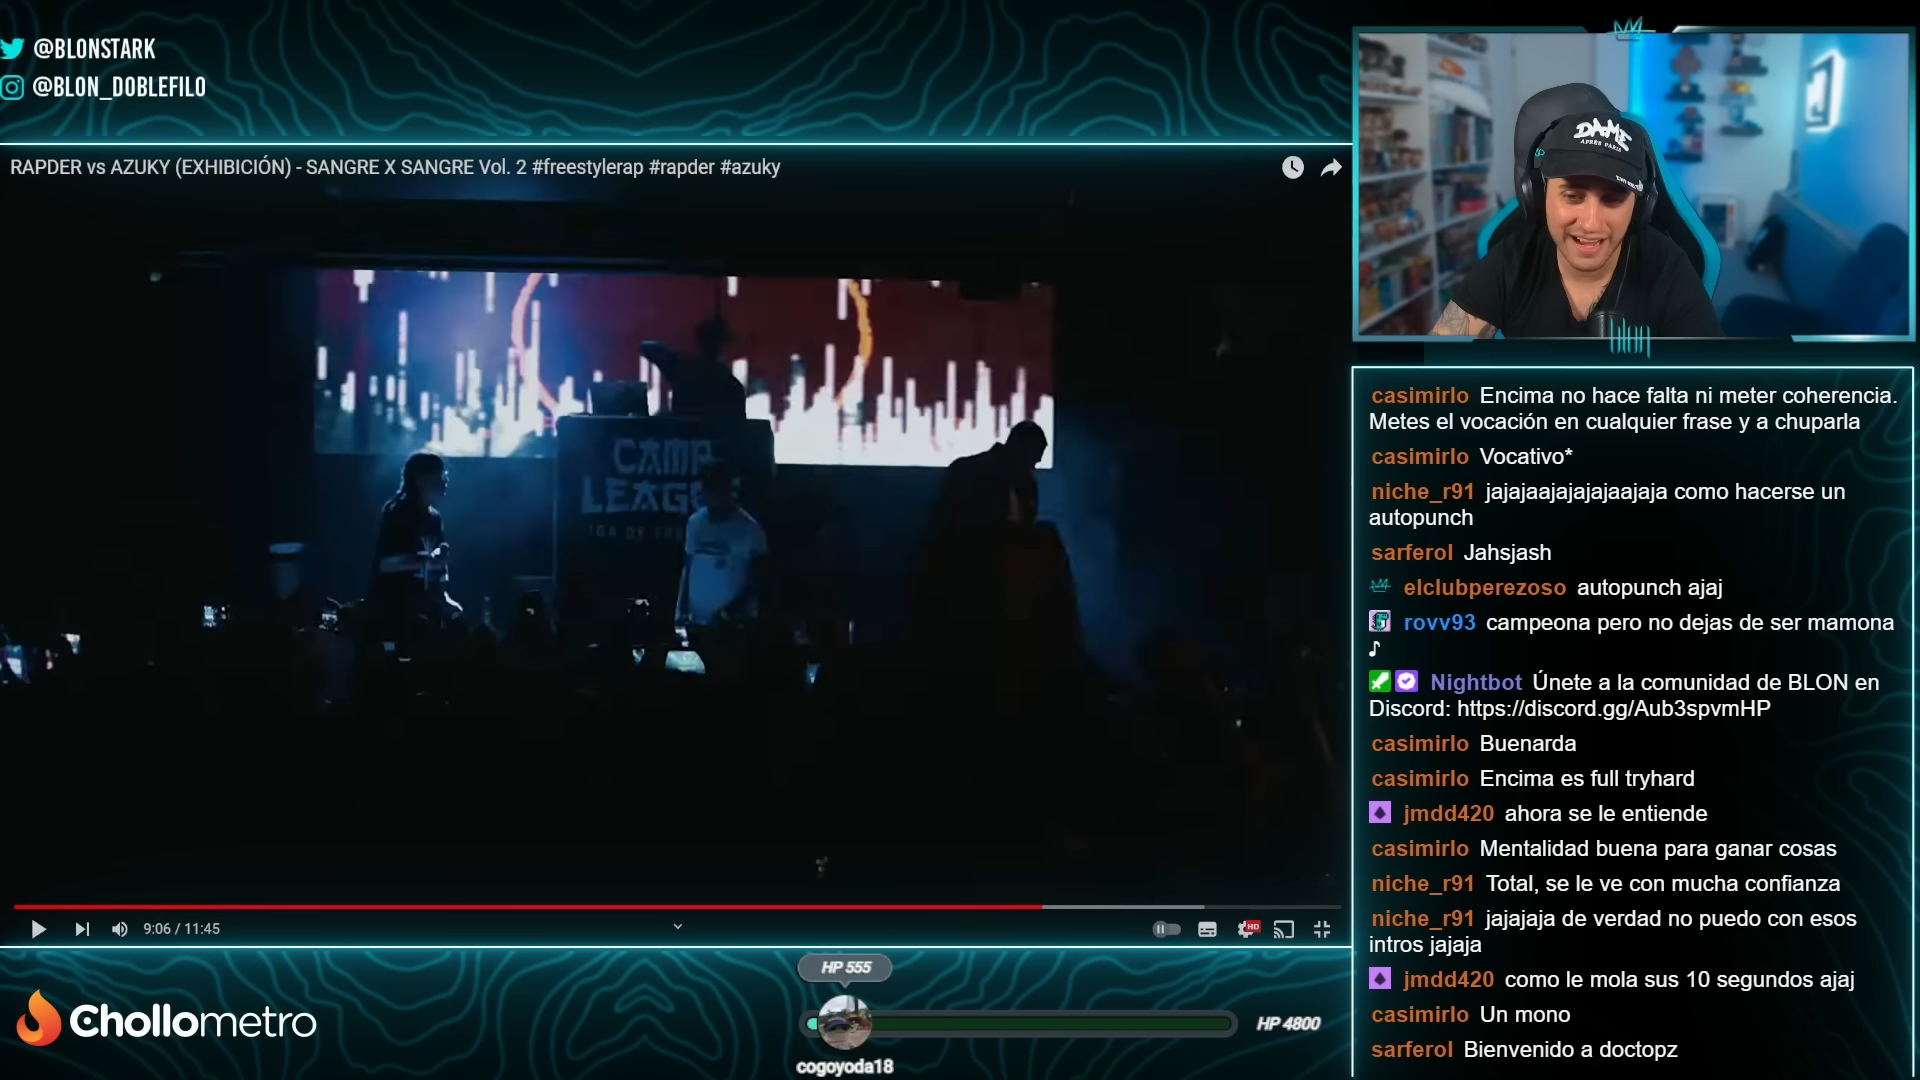 @BLONSTARK
@BLON_DOBLEFILO
RAPDER vs AZUKY (EXHIBICIÓN) - SANGRE X SANGRE Vol. 2 #freestylerap #rapder #azuky
CAMP
LEAGUE
9:06 / 11:45
HD
HP 555
HP 4800
cogoyoda18
Chollometro
DAME
APRÈS PARIS
casimirlo Encima no hace falta ni meter coherencia.
Metes el vocación en cualquier frase y a chuparla
casimirlo Vocativo*
niche_r91 jajajaajajajajaajaja como hacerse un
autopunch
sarferol Jahsjash
elclubperezoso autopunch ajaj
rovv93 campeona pero no dejas de ser mamona
♪
Nightbot Únete a la comunidad de BLON en
Discord: https://discord.gg/Aub3spvmHP
casimirlo Buenarda
casimirlo Encima es full tryhard
jmdd420 ahora se le entiende
casimirlo Mentalidad buena para ganar cosas
niche_r91 Total, se le ve con mucha confianza
niche_r91 jajajaja de verdad no puedo con esos
intros jajaja
jmdd420 como le mola sus 10 segundos ajaj
casimirlo Un mono
sarferol Bienvenido a doctopz